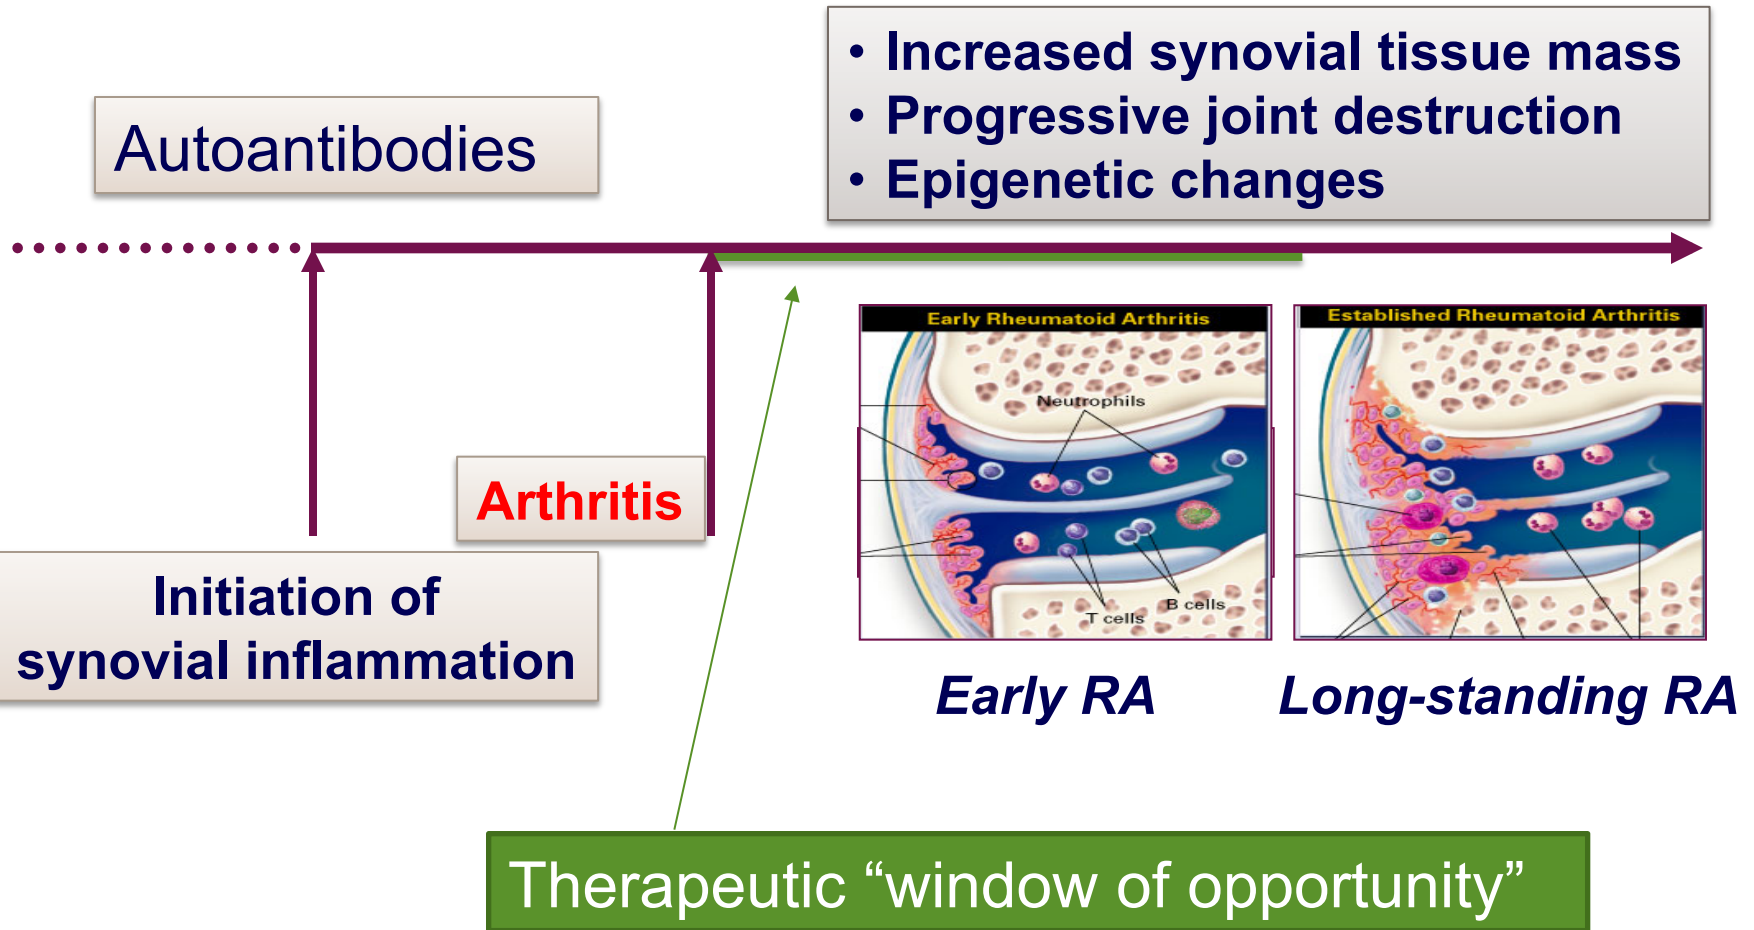 • Increased synovial tissue mass
• Progressive joint destruction
• Epigenetic changes
Autoantibodies
Early Rheumatoid Arthritis
Neutrophils
T cells
B cells
Established Rheumatoid Arthritis
Arthritis
Initiation of
synovial inflammation
Early RA
Long-standing RA
Therapeutic “window of opportunity”